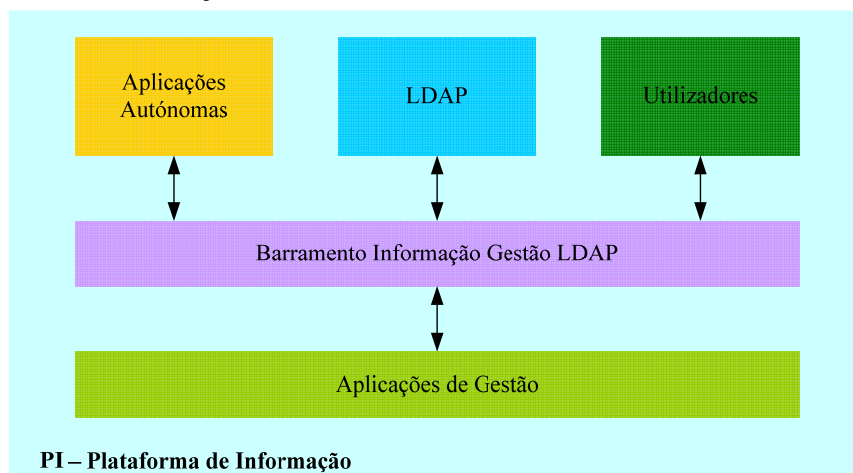 Aplicações
Autónomas
LDAP
Utilizadores
Barramento Informação Gestão LDAP
Aplicações de Gestão
PI – Plataforma de Informação